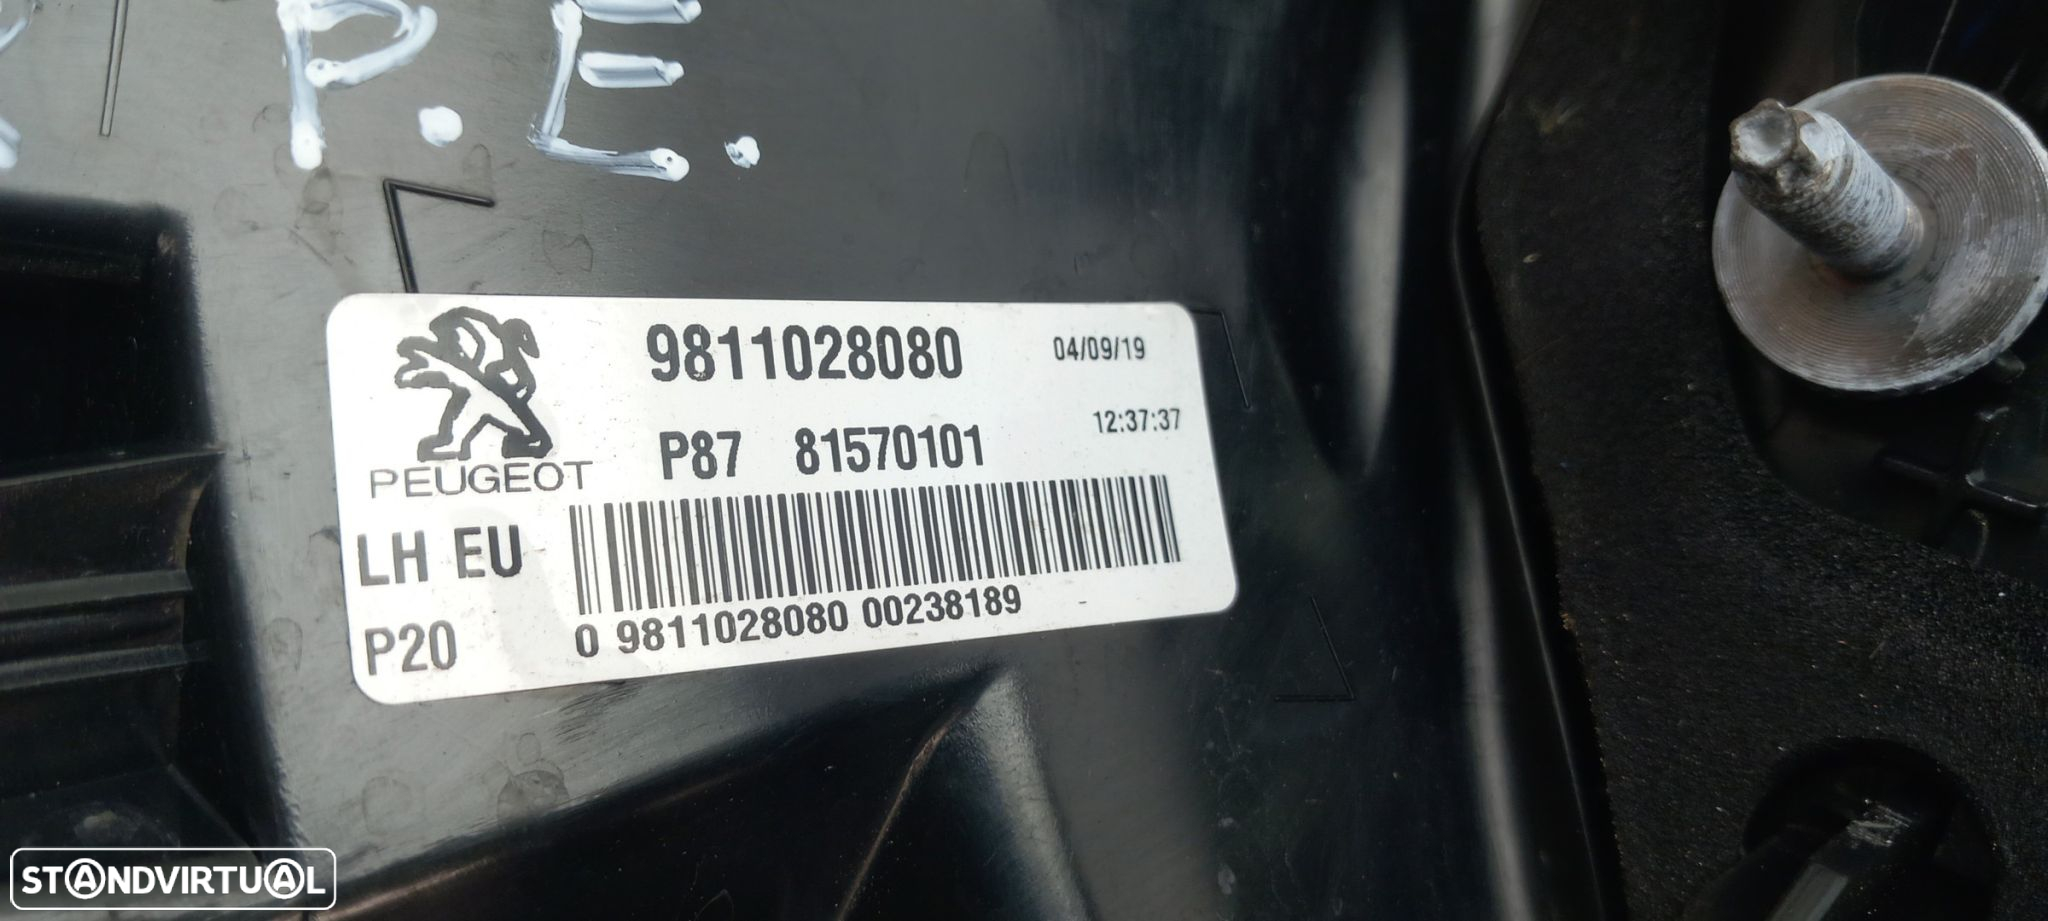 P.E.
9811028080
04/09/19
12:37:37
P87 81570101
PEUGEOT
LH EU
P20
0 9811028080 00238189 -
STANDVIRTUAL